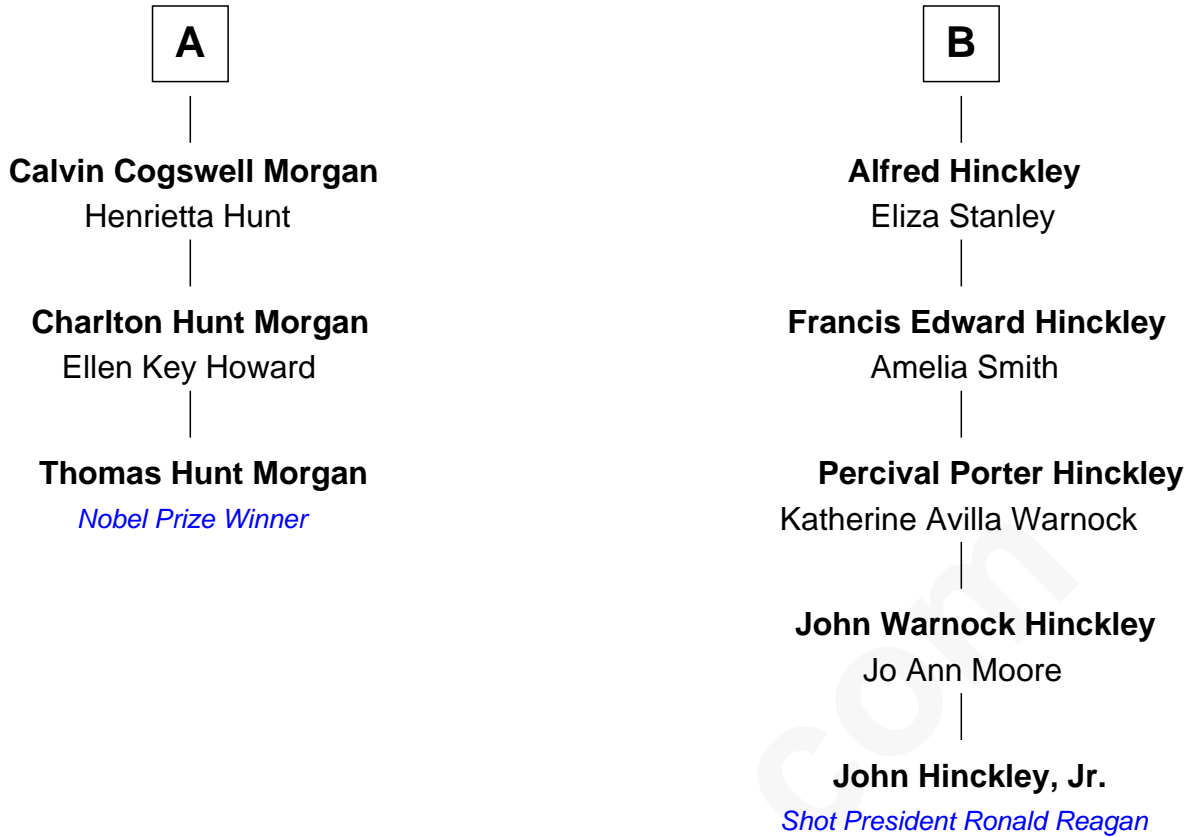 A
Calvin Cogswell Morgan
Henrietta Hunt
Charlton Hunt Morgan
Ellen Key Howard
Thomas Hunt Morgan
Nobel Prize Winner
B
Alfred Hinckley
Eliza Stanley
Francis Edward Hinckley
Amelia Smith
Percival Porter Hinckley
Katherine Avilla Warnock
John Warnock Hinckley
Jo Ann Moore
John Hinckley, Jr.
Shot President Ronald Reagan
com